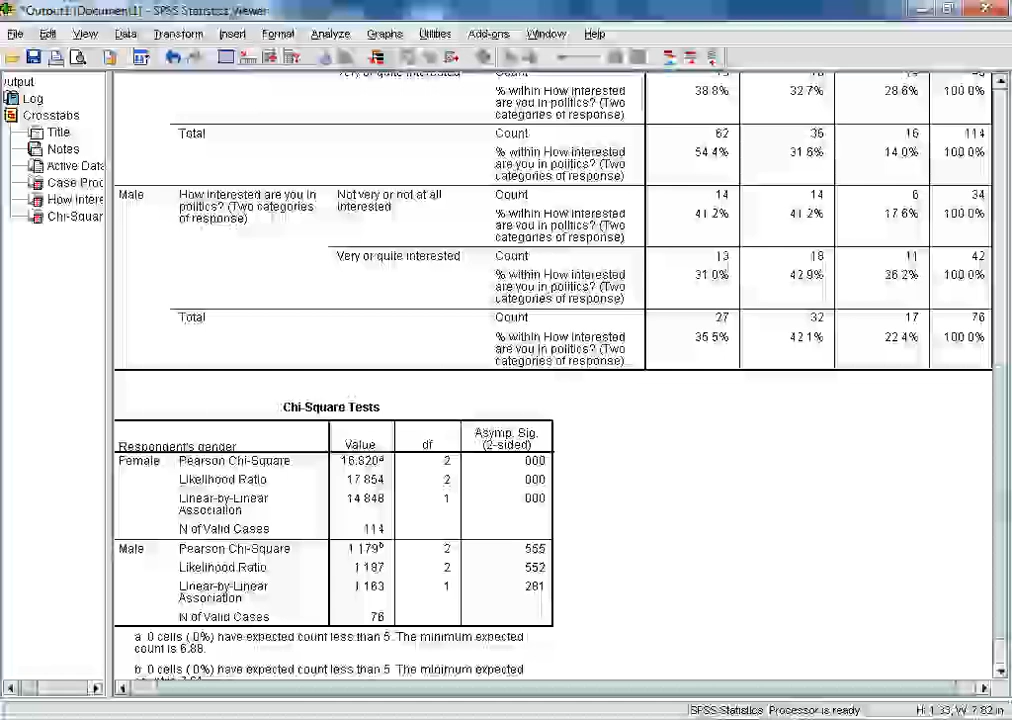 *Output1 [Document1] - SPSS Statistics Viewer
File Edit View Data Transform Insert Format Analyze Graphs Utilities Add-ons Window Help
utput
Log
Crosstabs
Title
Notes
Active Data
Case Proc
How intere
Chi-Squar
Very or quite interested Count
% within How interested 38.8% 32.7% 28.6% 100.0%
are you in politics? (Two
categories of response)
Total Count 62 36 16 114
% within How interested 54.4% 31.6% 14.0% 100.0%
are you in politics? (Two
categories of response)
Male How interested are you in Not very or not at all Count 14 14 6 34
politics? (Two categories interested
of response) % within How interested 41.2% 41.2% 17.6% 100.0%
are you in politics? (Two
categories of response)
Very or quite interested Count 13 18 11 42
% within How interested 31.0% 42.9% 26.2% 100.0%
are you in politics? (Two
categories of response)
Total Count 27 32 17 76
% within How interested 35.5% 42.1% 22.4% 100.0%
are you in politics? (Two
categories of response)
Chi-Square Tests
Respondent's gender Value df Asymp. Sig.
(2-sided)
Female Pearson Chi-Square 16.820a 2 .000
Likelihood Ratio 17.854 2 .000
Linear-by-Linear 14.848 1 .000
Association
N of Valid Cases 114
Male Pearson Chi-Square 1.179b 2 .555
Likelihood Ratio 1.187 2 .552
Linear-by-Linear 1.163 1 .281
Association
N of Valid Cases 76
a. 0 cells (.0%) have expected count less than 5. The minimum expected
count is 6.88.
b. 0 cells (.0%) have expected count less than 5. The minimum expected
SPSS Statistics Processor is ready H: 1.33, W: 7.82 in